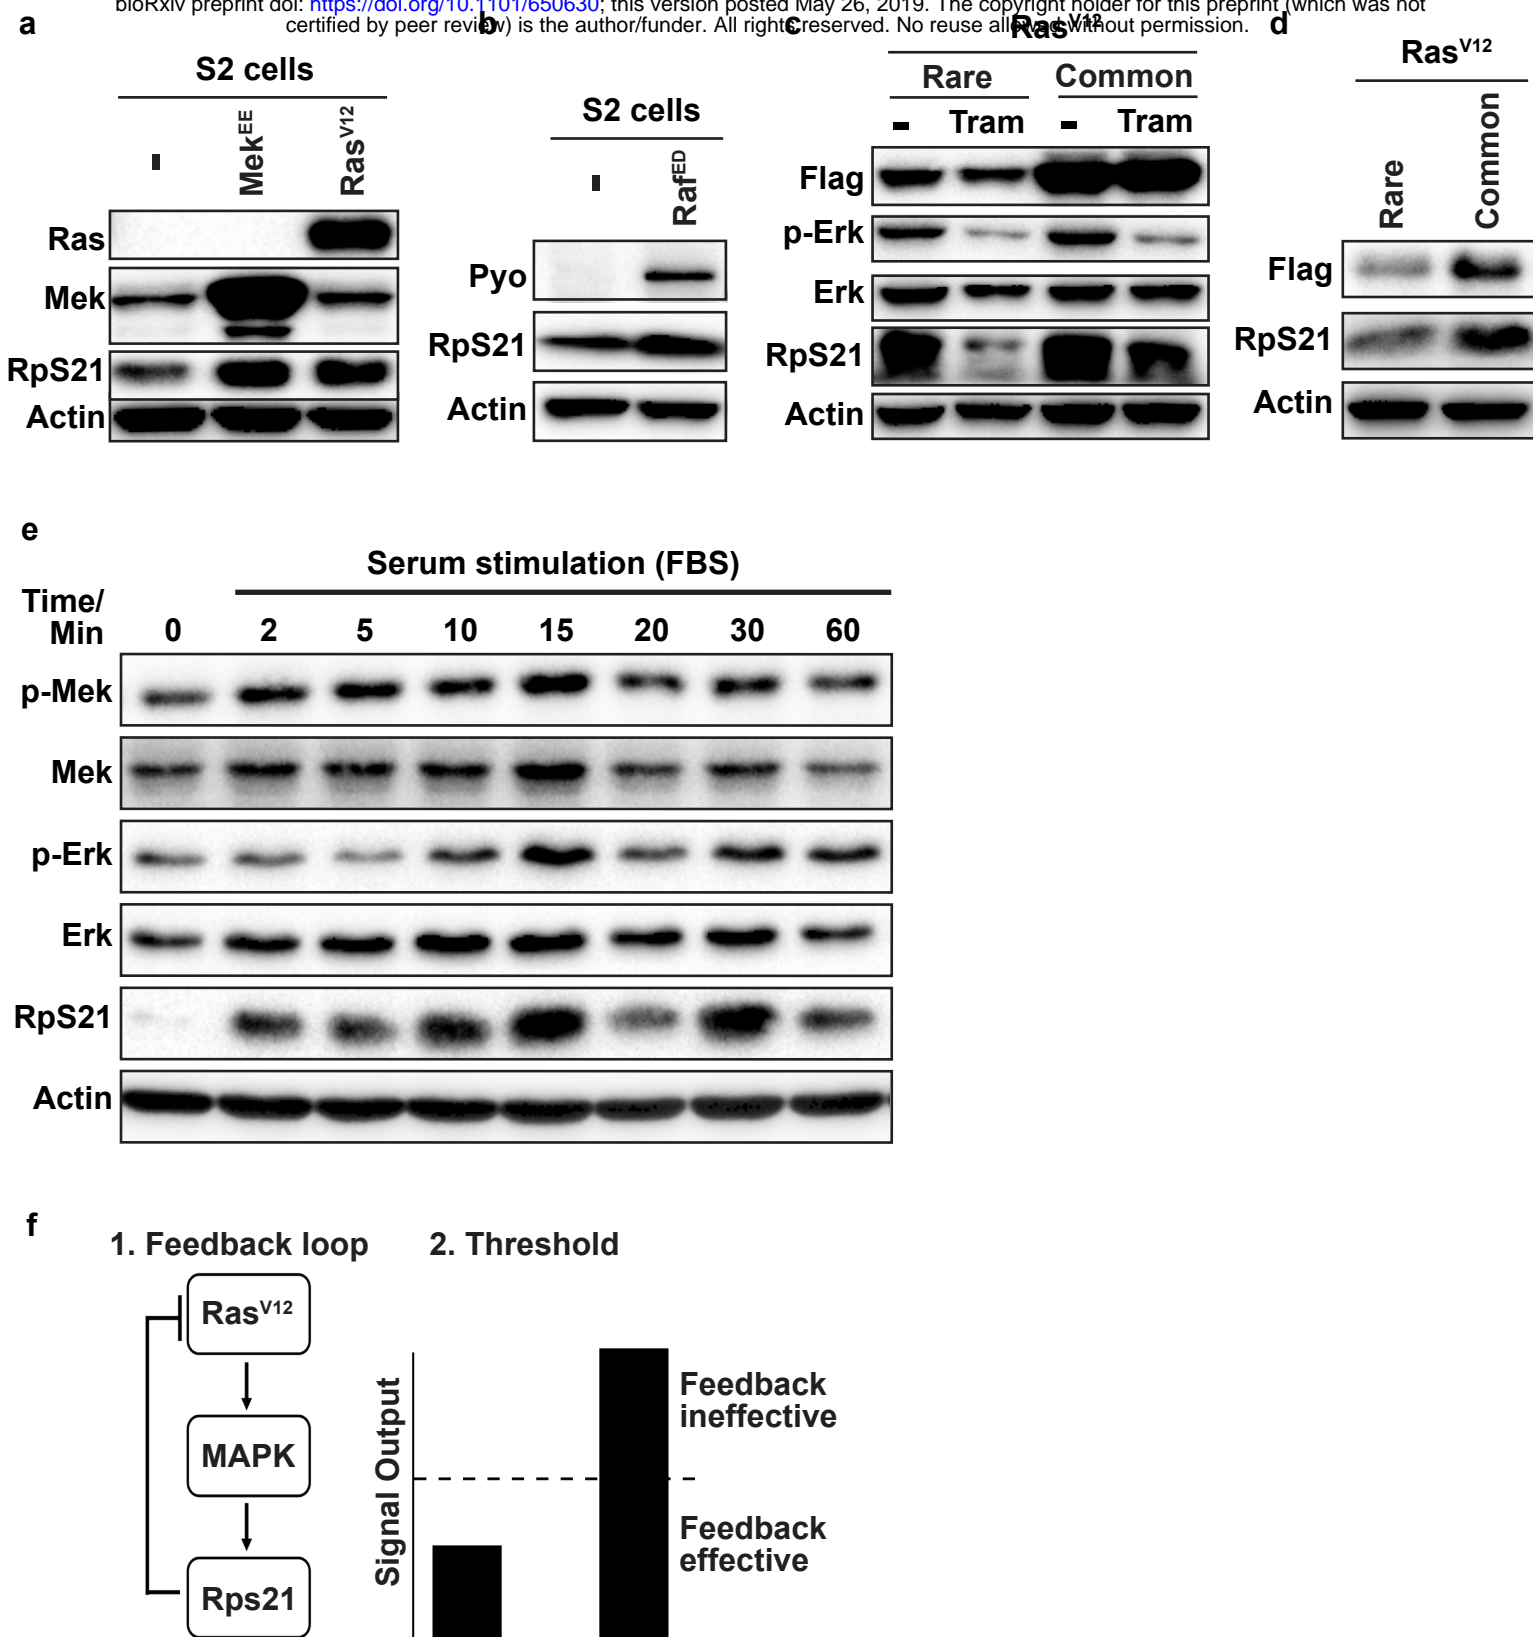 bioRxiv preprint doi: https://doi.org/10.1101/650630; this version posted May 26, 2019. The copyright holder for this preprint (which was not
certified by peer review) is the author/funder. All rights reserved. No reuse allowed without permission.
a
S2 cells
-
Mek^EE
Ras^V12
Ras
Mek
RpS21
Actin
b
S2 cells
-
Raf^ED
Pyo
RpS21
Actin
c
Ras^V12
Rare
Common
-
Tram
-
Tram
Flag
p-Erk
Erk
RpS21
Actin
d
Ras^V12
Rare
Common
Flag
RpS21
Actin
e
Serum stimulation (FBS)
Time/
Min
0 2 5 10 15 20 30 60
p-Mek
Mek
p-Erk
Erk
RpS21
Actin
f
1. Feedback loop
Ras^V12
MAPK
Rps21
2. Threshold
Signal Output
Feedback
ineffective
Feedback
effective